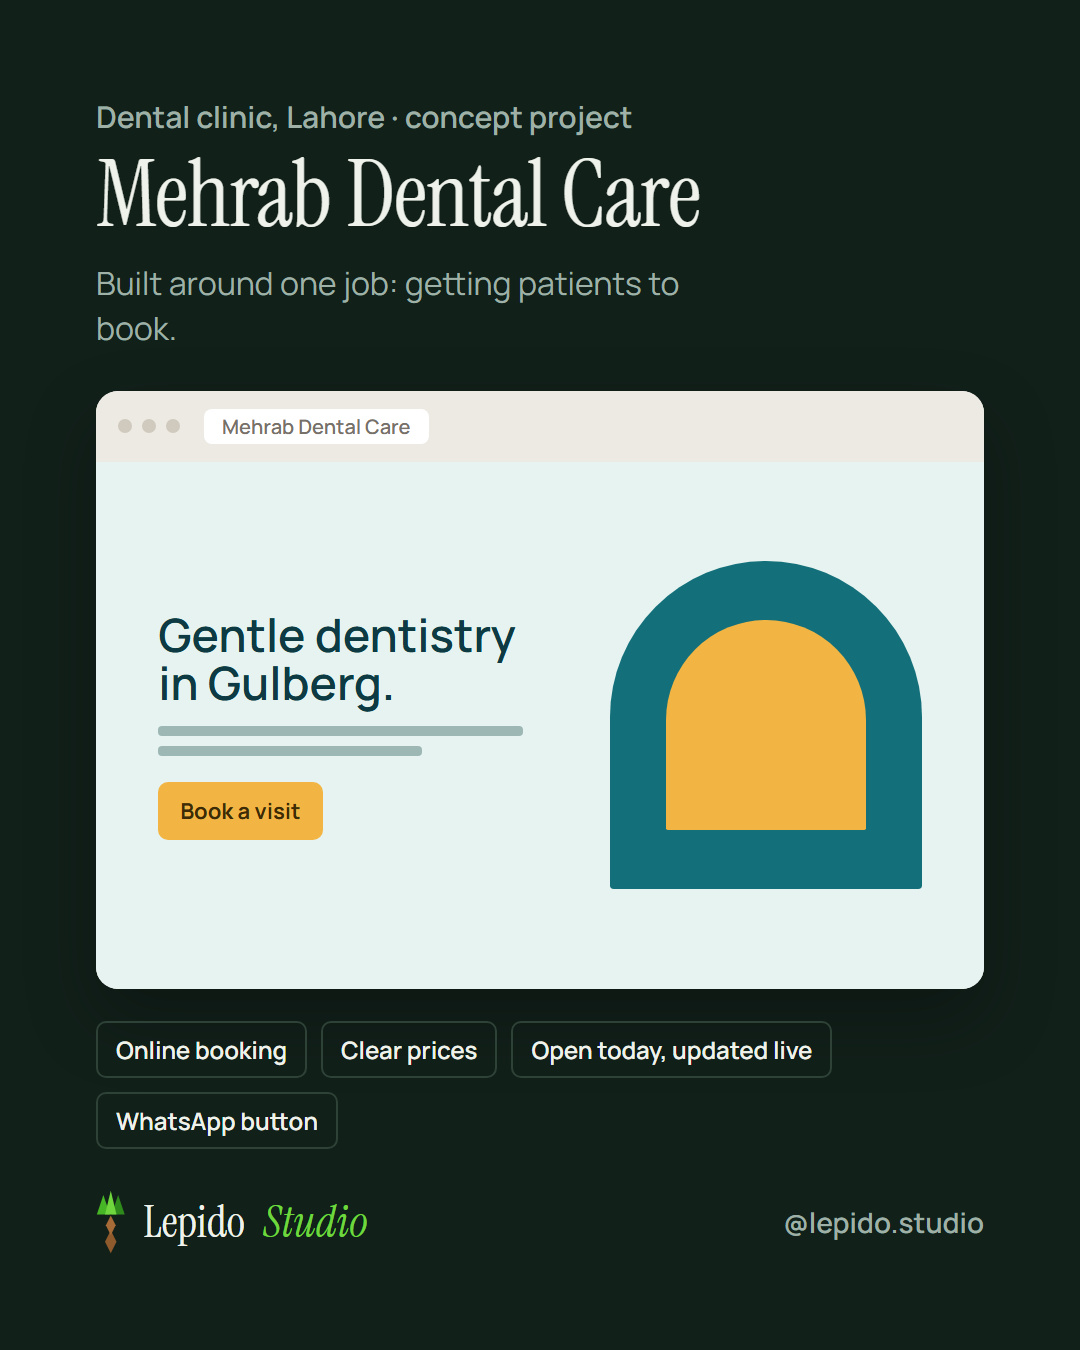 Dental clinic, Lahore · concept project
Mehrab Dental Care
Built around one job: getting patients to
book.
Mehrab Dental Care
Gentle dentistry
in Gulberg.
Book a visit
Online booking
Clear prices
Open today, updated live
WhatsApp button
Lepido Studio
@lepido.studio